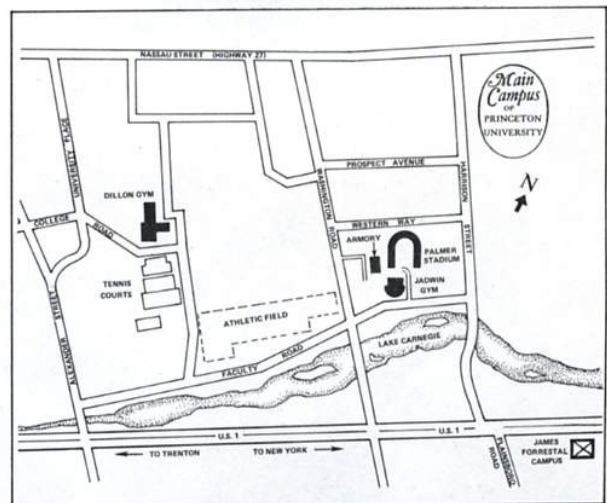 NASSAU STREET (HIGHWAY 27)
Main
Campus
OF
PRINCETON
UNIVERSITY
N
UNIVERSITY PLACE
DILLON GYM
COLLEGE
ROAD
TENNIS
COURTS
ALEXANDER STREET
WASHINGTON ROAD
PROSPECT AVENUE
HARRISON STREET
WESTERN WAY
ARMORY
PALMER
STADIUM
JADWIN
GYM
ATHLETIC FIELD
FACULTY ROAD
LAKE CARNEGIE
U.S. 1
U.S. 1
TO TRENTON
TO NEW YORK
PLAINSBORO
ROAD
JAMES
FORRESTAL
CAMPUS